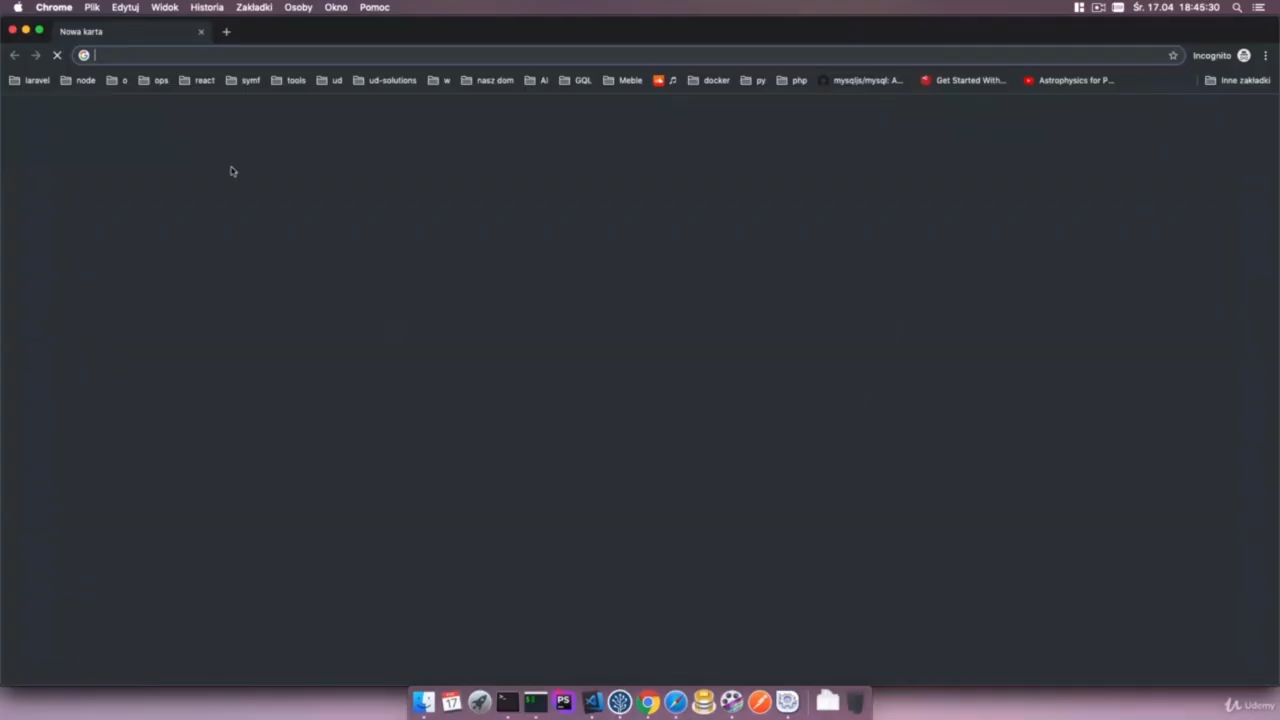 Chrome Plik Edytuj Widok Historia Zakładki Osoby Okno Pomoc Śr. 17.04 18:45:30
Nowa karta
Incognito
laravel node o ops react symf tools ud ud-solutions w nasz dom AI GQL Meble docker py php mysqljs/mysql: A... Get Started With... Astrophysics for P... Inne zakładki
17 PS
Udemy